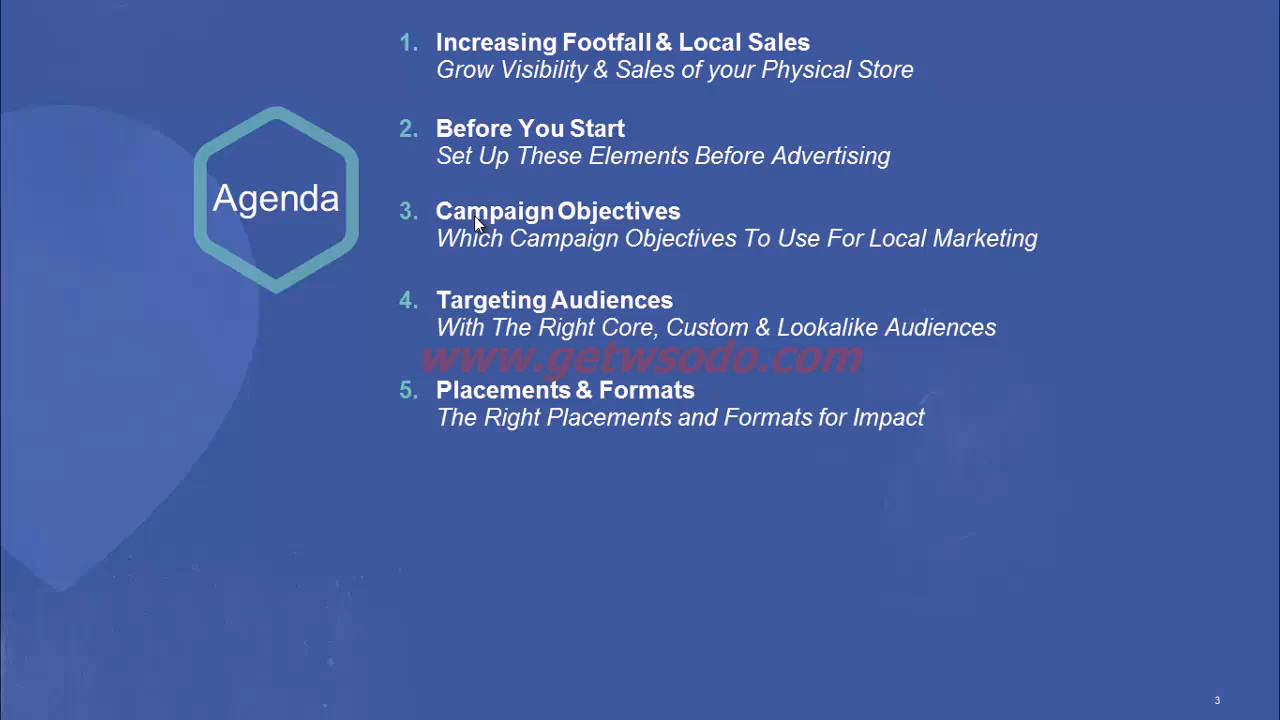 Agenda
1. Increasing Footfall & Local Sales
Grow Visibility & Sales of your Physical Store
2. Before You Start
Set Up These Elements Before Advertising
3. Campaign Objectives
Which Campaign Objectives To Use For Local Marketing
4. Targeting Audiences
With The Right Core, Custom & Lookalike Audiences
www.getwsodo.com
5. Placements & Formats
The Right Placements and Formats for Impact
3